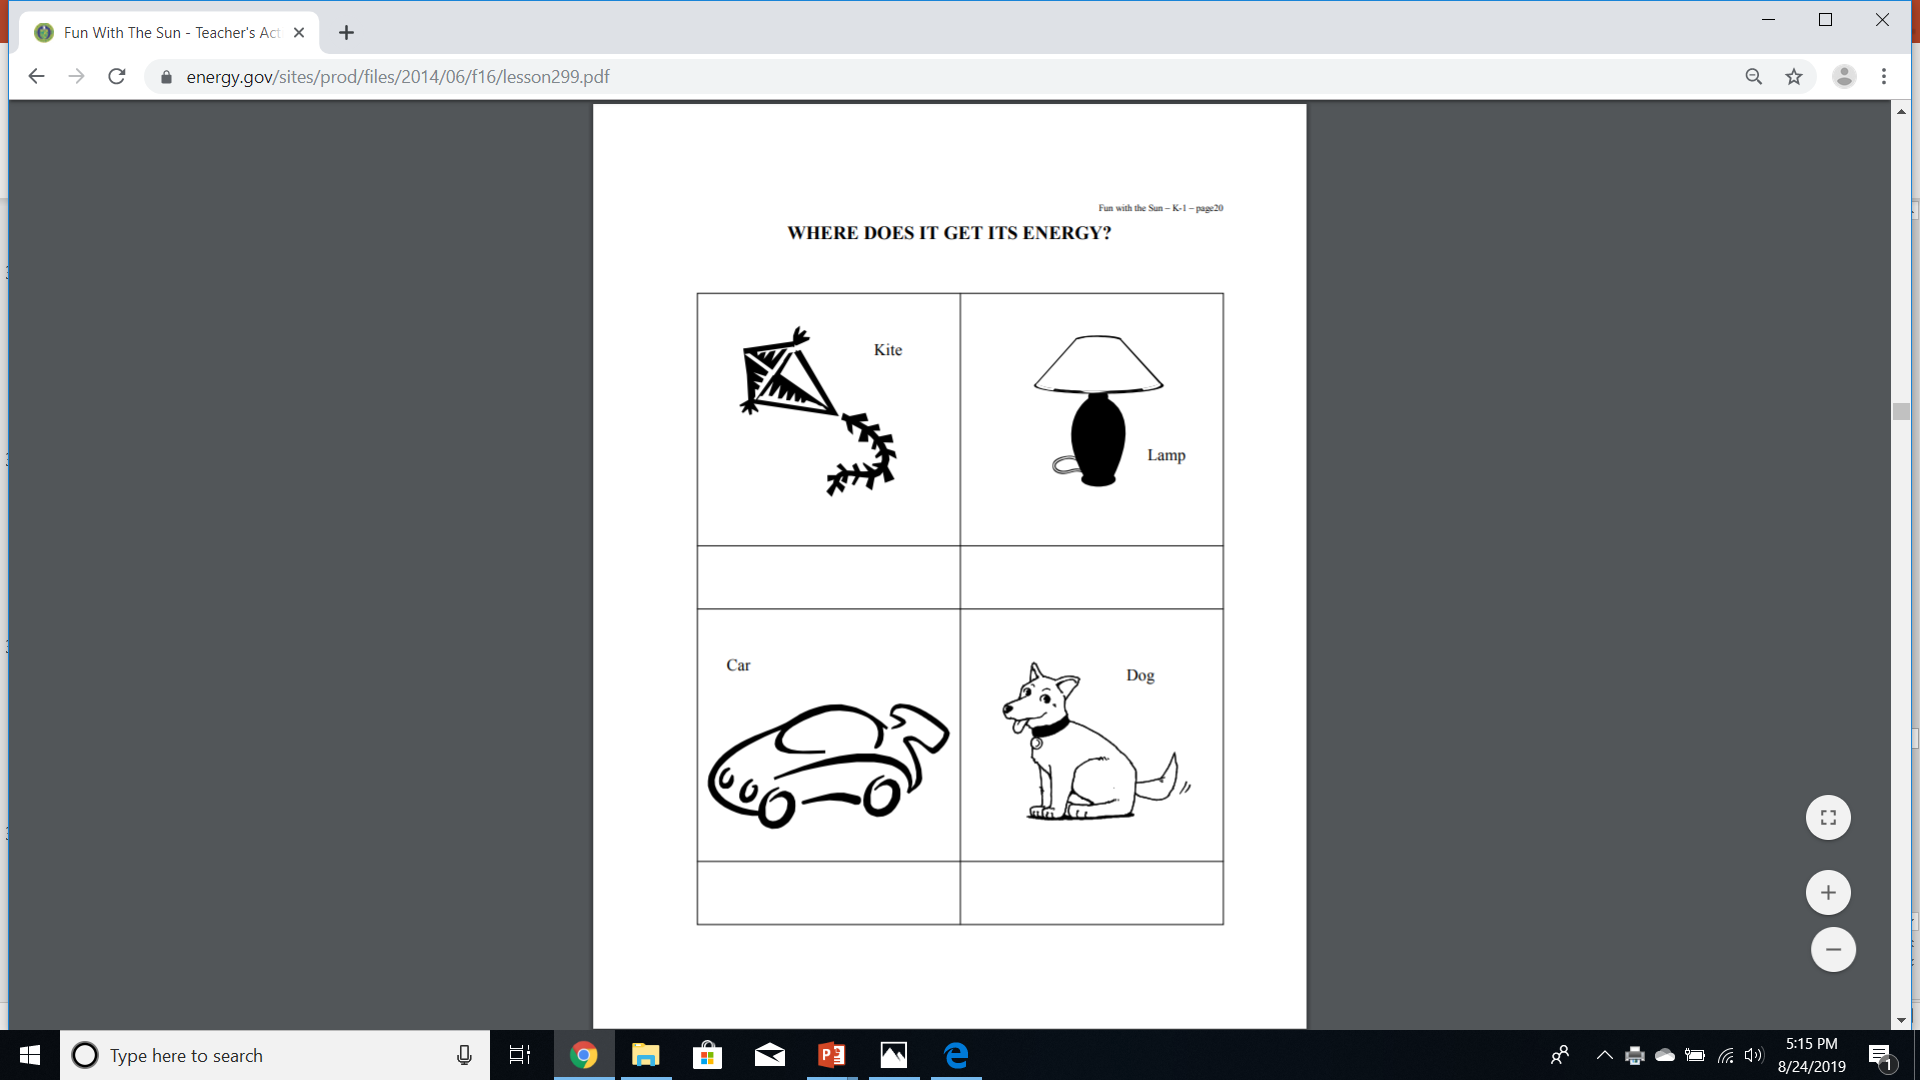 Fun With The Sun - Teacher's Act
energy.gov/sites/prod/files/2014/06/f16/lesson299.pdf
Fun with the Sun – K-1 – page20
WHERE DOES IT GET ITS ENERGY?
Kite
Lamp
Car
Dog
Type here to search
5:15 PM
8/24/2019
1